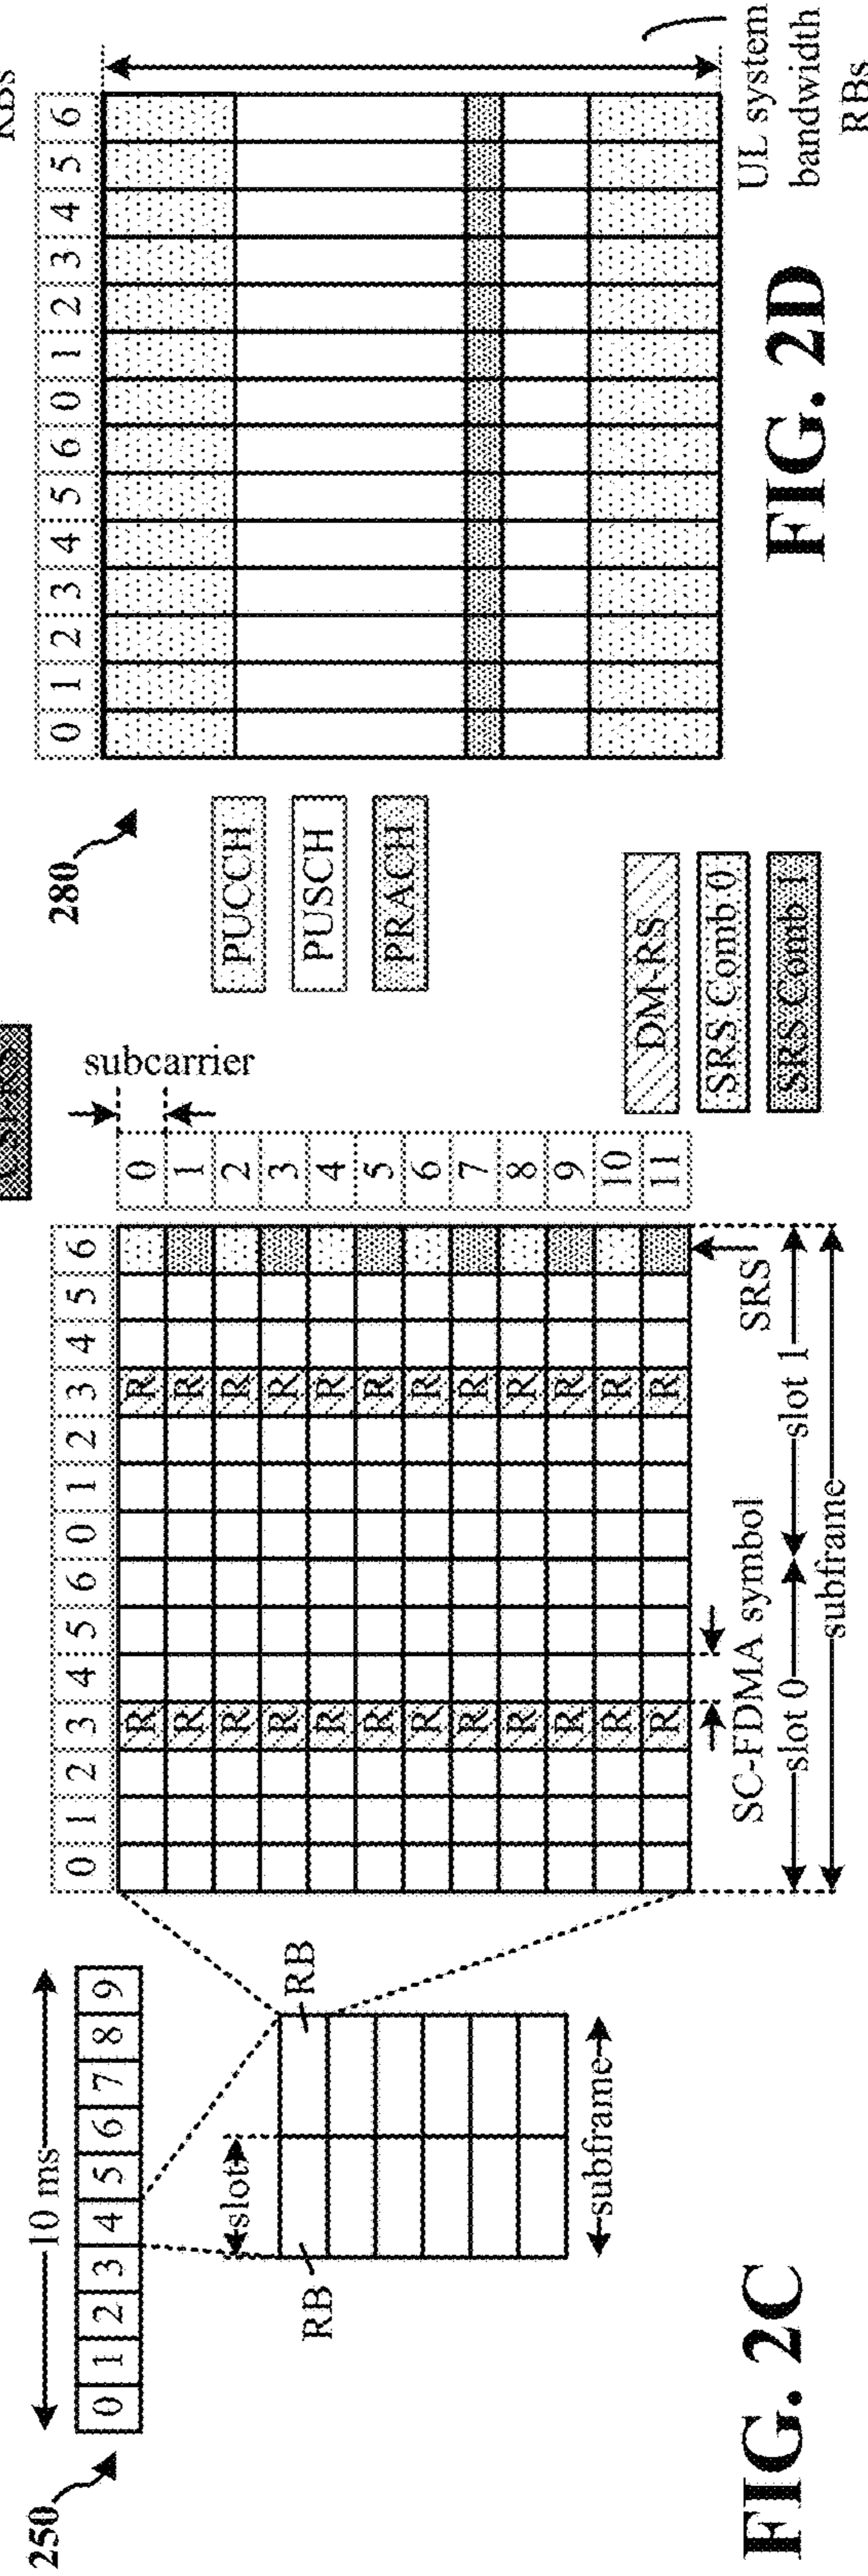 250
10 ms
0 1 2 3 4 5 6 7 8 9
slot
RB
RB
subframe
FIG. 2C
0 1 2 3 4 5 6 0 1 2 3 4 5 6
subcarrier
R R 0
R R 1
R R 2
R R 3
R R 4
R R 5
R R 6
R R 7
R R 8
R R 9
R R 10
R R 11
SC-FDMA symbol
SRS
slot 0
slot 1
subframe
DM-RS
SRS Comb 0
SRS Comb 1
280
PUCCH
PUSCH
PRACH
0 1 2 3 4 5 6 0 1 2 3 4 5 6
UL system
bandwidth
RBs
FIG. 2D
RBs